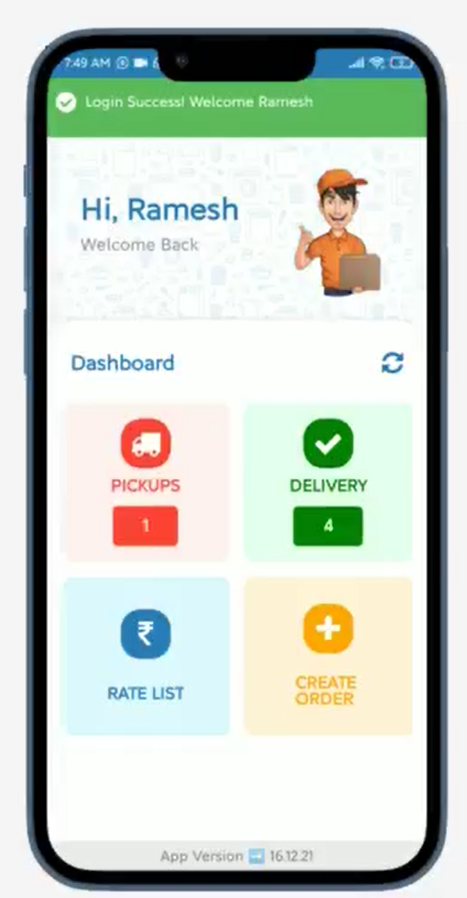 7:49 AM
Login Success! Welcome Ramesh
Hi, Ramesh
Welcome Back
Dashboard
PICKUPS
1
DELIVERY
4
₹
RATE LIST
CREATE
ORDER
App Version ➡ 16.12.21